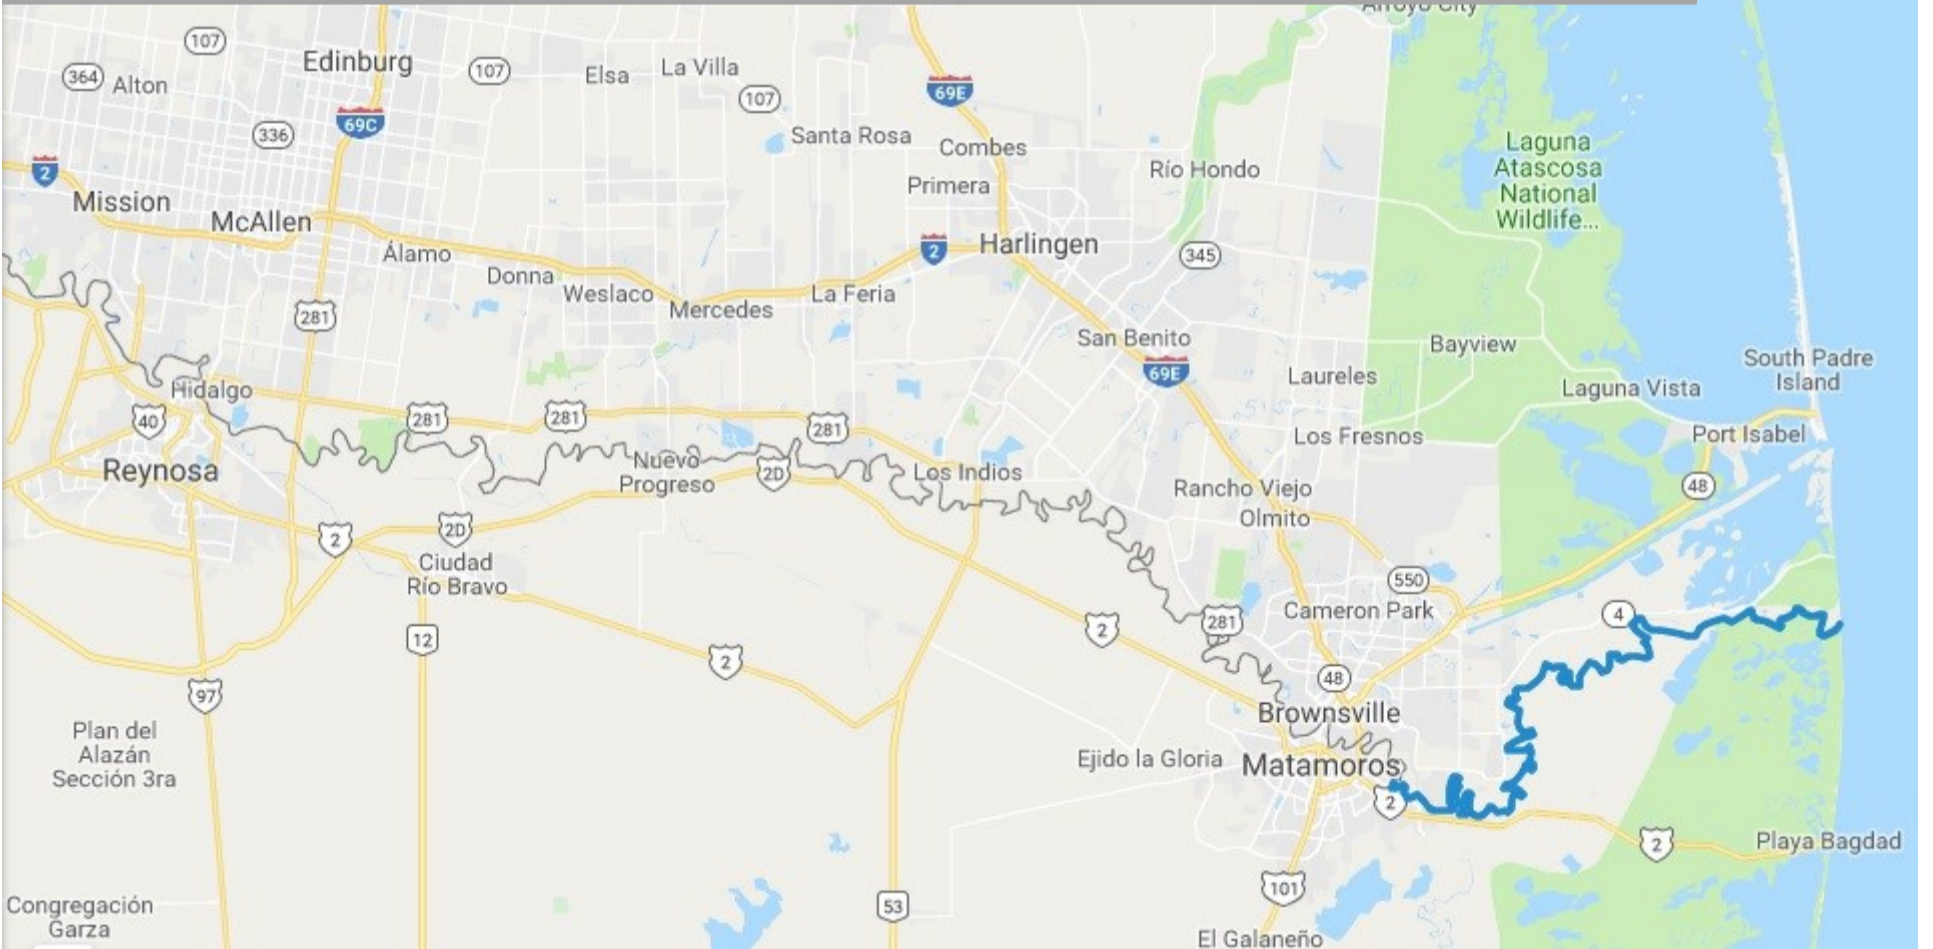 Arroyo City
107
Edinburg
364
Alton
107
Elsa
La Villa
107
69E
69C
336
Santa Rosa
Combes
Laguna
Atascosa
National
Wildlife...
2
Mission
McAllen
Primera
Río Hondo
Álamo
2
Harlingen
345
Donna
Weslaco
Mercedes
La Feria
281
San Benito
69E
Bayview
South Padre
Island
Laureles
Laguna Vista
Hidalgo
40
281
281
281
Los Fresnos
Port Isabel
Reynosa
Nuevo
Progreso
2D
Los Indios
Rancho Viejo
Olmito
48
2
2D
Ciudad
Río Bravo
550
Cameron Park
4
12
2
281
2
97
48
Brownsville
Plan del
Alazán
Sección 3ra
Ejido la Gloria
Matamoros
2
2
Playa Bagdad
101
Congregación
Garza
53
El Galaneño